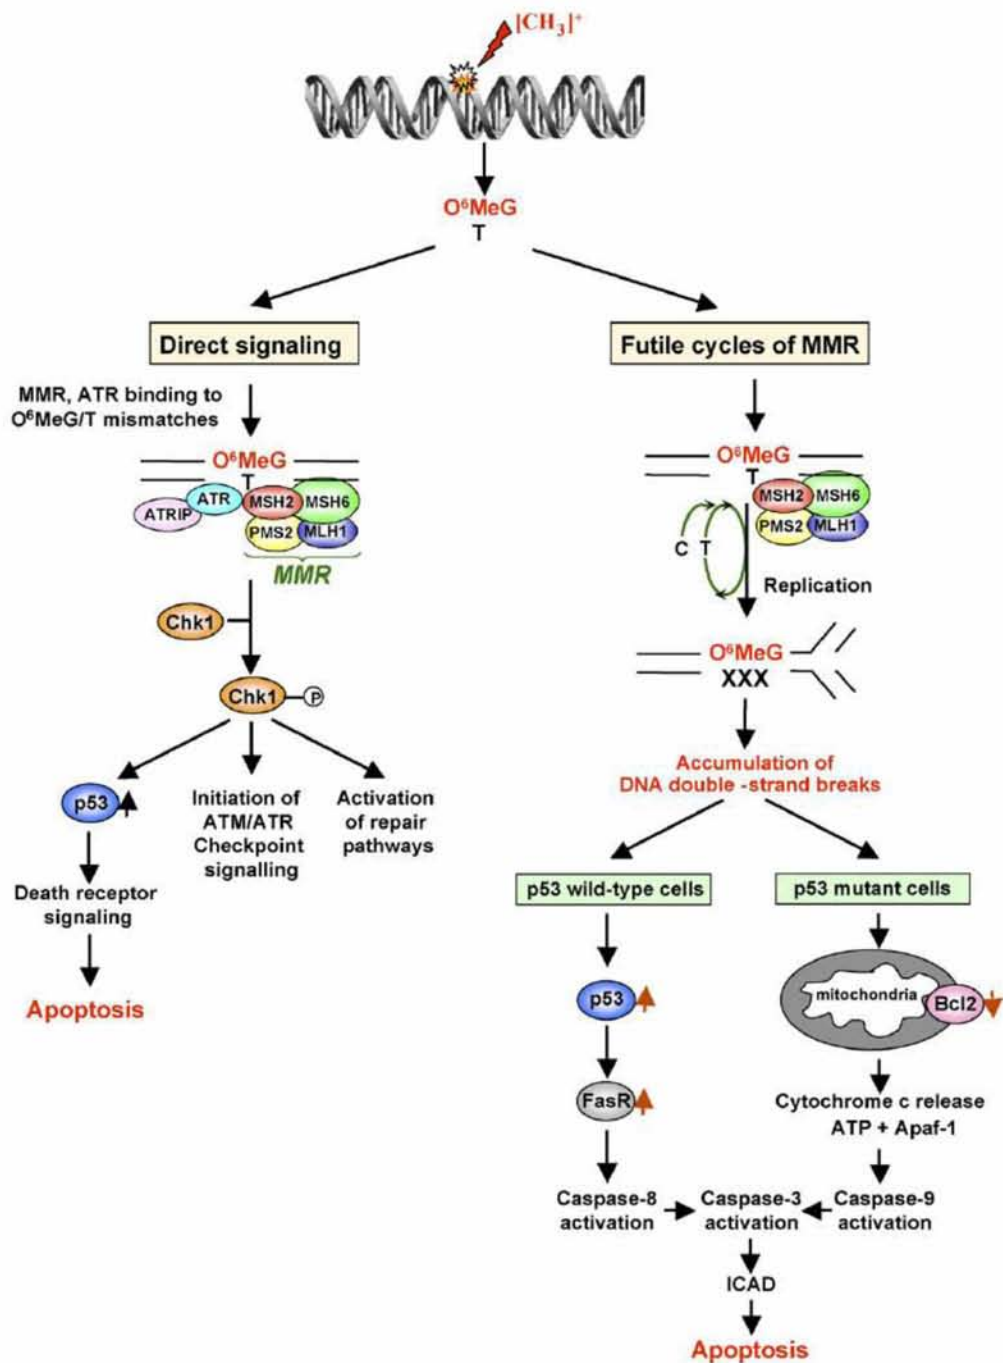 [CH₃]⁺
O⁶MeG
T
Direct signaling
MMR, ATR binding to
O⁶MeG/T mismatches
O⁶MeG
T
ATRIP
ATR
MSH2
MSH6
PMS2
MLH1
MMR
Chk1
Chk1
P
p53
Initiation of
ATM/ATR
Checkpoint
signalling
Activation
of repair
pathways
Death receptor
signaling
Apoptosis
Futile cycles of MMR
O⁶MeG
T
MSH2
MSH6
PMS2
MLH1
C T
Replication
O⁶MeG
XXX
Accumulation of
DNA double -strand breaks
p53 wild-type cells
p53
FasR
Caspase-8
activation
p53 mutant cells
mitochondria
Bcl2
Cytochrome c release
ATP + Apaf-1
Caspase-9
activation
Caspase-3
activation
ICAD
Apoptosis